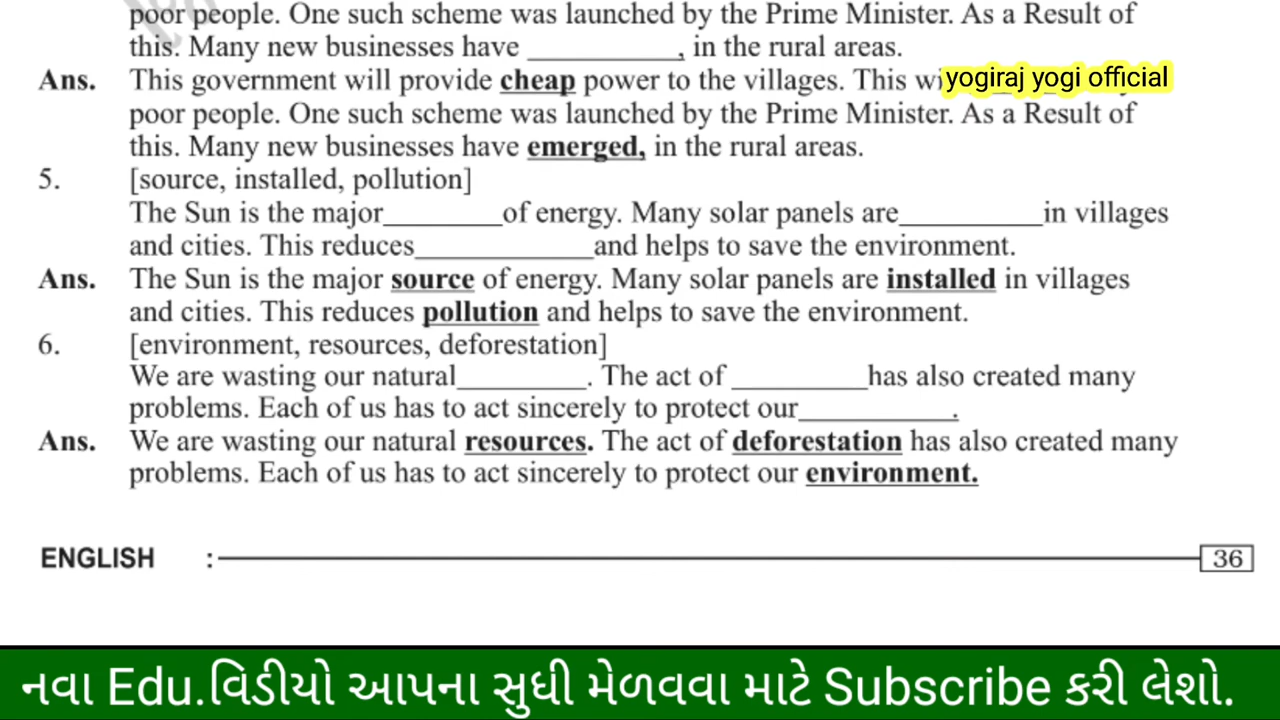 poor people. One such scheme was launched by the Prime Minister. As a Result of
this. Many new businesses have __________, in the rural areas.
Ans. This government will provide cheap power to the villages. This
yogiraj yogi official
poor people. One such scheme was launched by the Prime Minister. As a Result of
this. Many new businesses have emerged, in the rural areas.
5. [source, installed, pollution]
The Sun is the major________of energy. Many solar panels are__________in villages
and cities. This reduces____________and helps to save the environment.
Ans. The Sun is the major source of energy. Many solar panels are installed in villages
and cities. This reduces pollution and helps to save the environment.
6. [environment, resources, deforestation]
We are wasting our natural_________. The act of _________has also created many
problems. Each of us has to act sincerely to protect our___________.
Ans. We are wasting our natural resources. The act of deforestation has also created many
problems. Each of us has to act sincerely to protect our environment.
ENGLISH : 36
નવા Edu.વિડીયો આપના સુધી મેળવવા માટે Subscribe કરી લેશો.